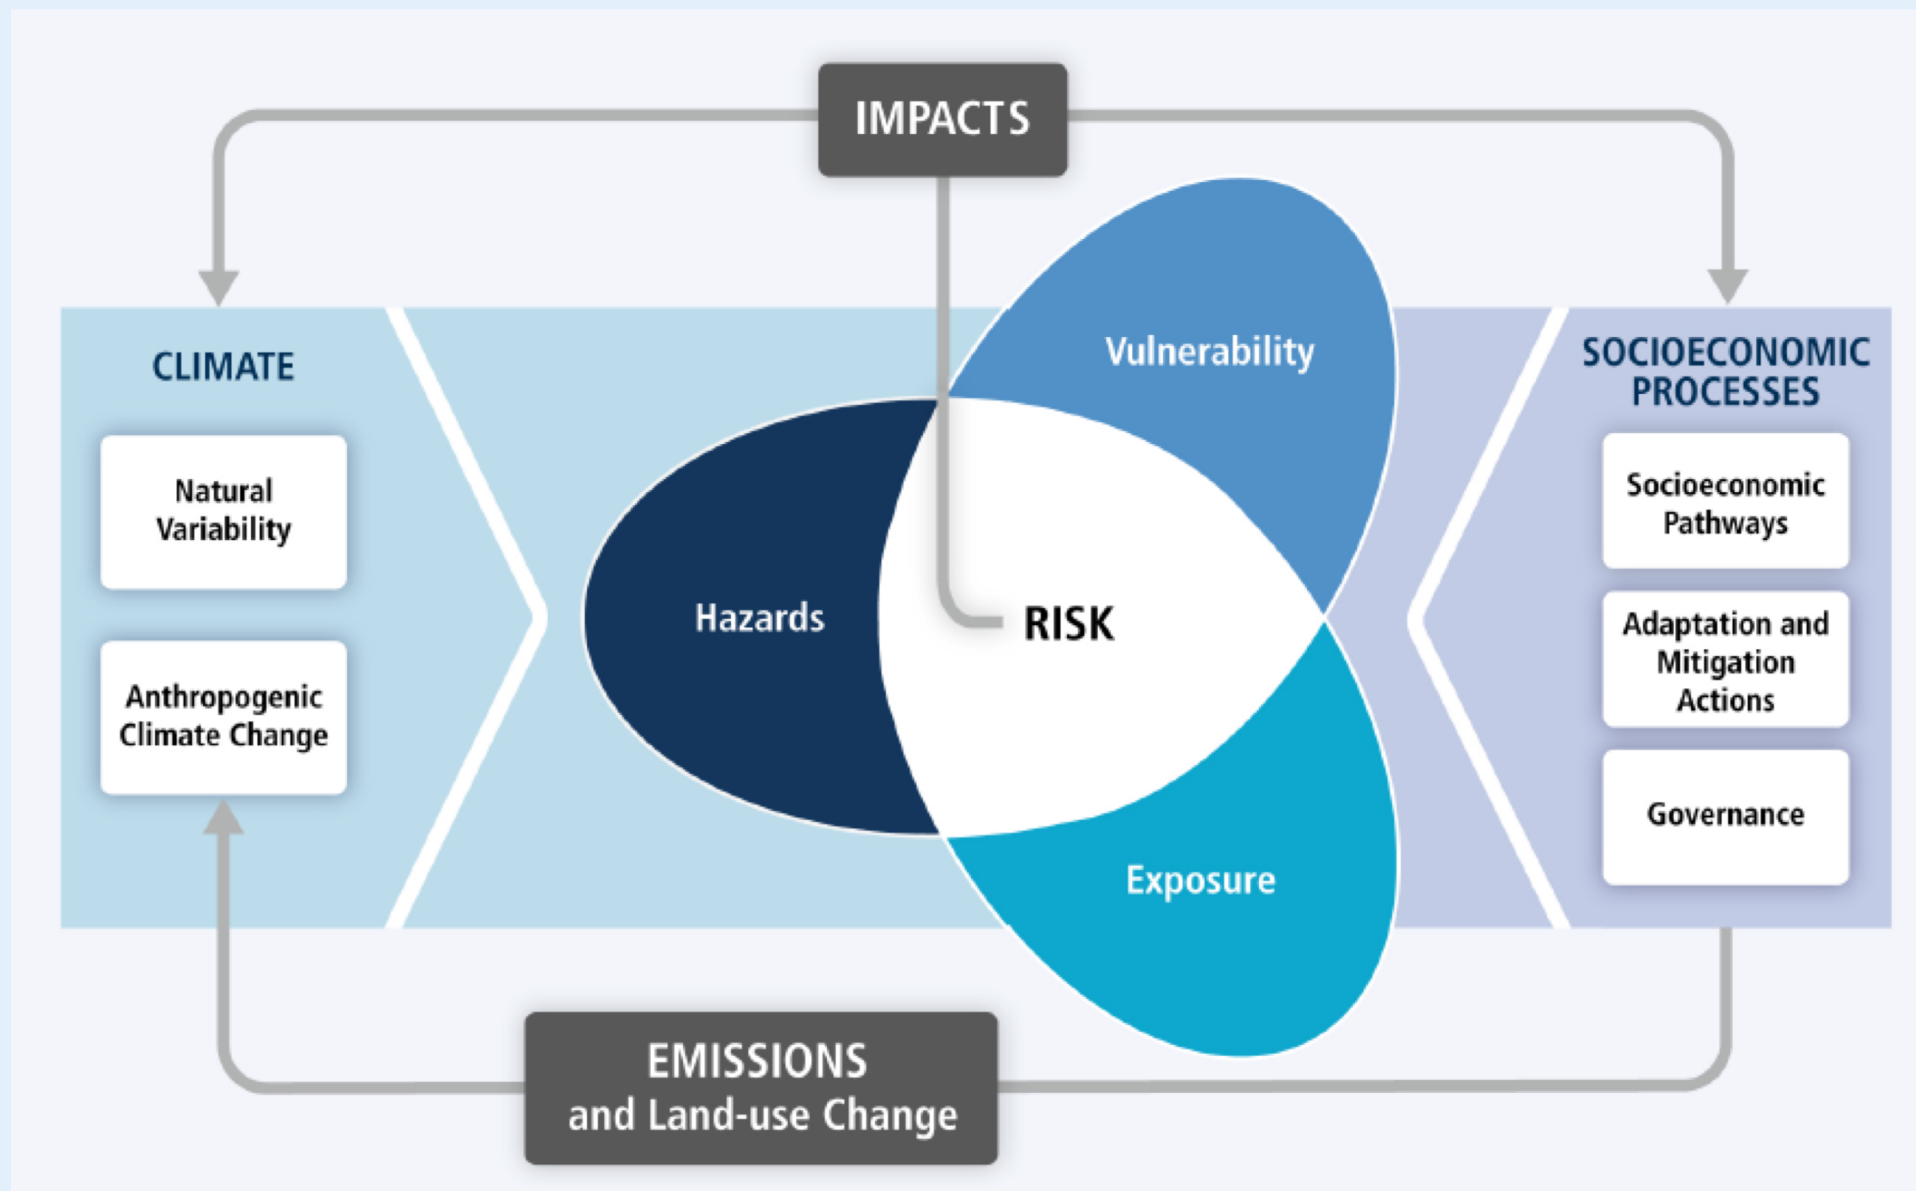 IMPACTS
CLIMATE
Natural
Variability
Anthropogenic
Climate Change
Vulnerability
Hazards
RISK
Exposure
SOCIOECONOMIC
PROCESSES
Socioeconomic
Pathways
Adaptation and
Mitigation
Actions
Governance
EMISSIONS
and Land-use Change